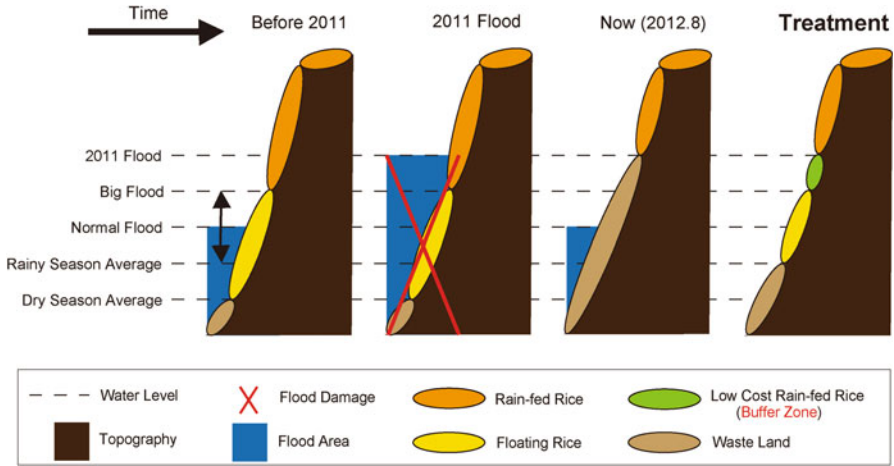 Time
Before 2011
2011 Flood
Now (2012.8)
Treatment
2011 Flood
Big Flood
Normal Flood
Rainy Season Average
Dry Season Average
Water Level
Flood Damage
Rain-fed Rice
Low Cost Rain-fed Rice
(Buffer Zone)
Topography
Flood Area
Floating Rice
Waste Land